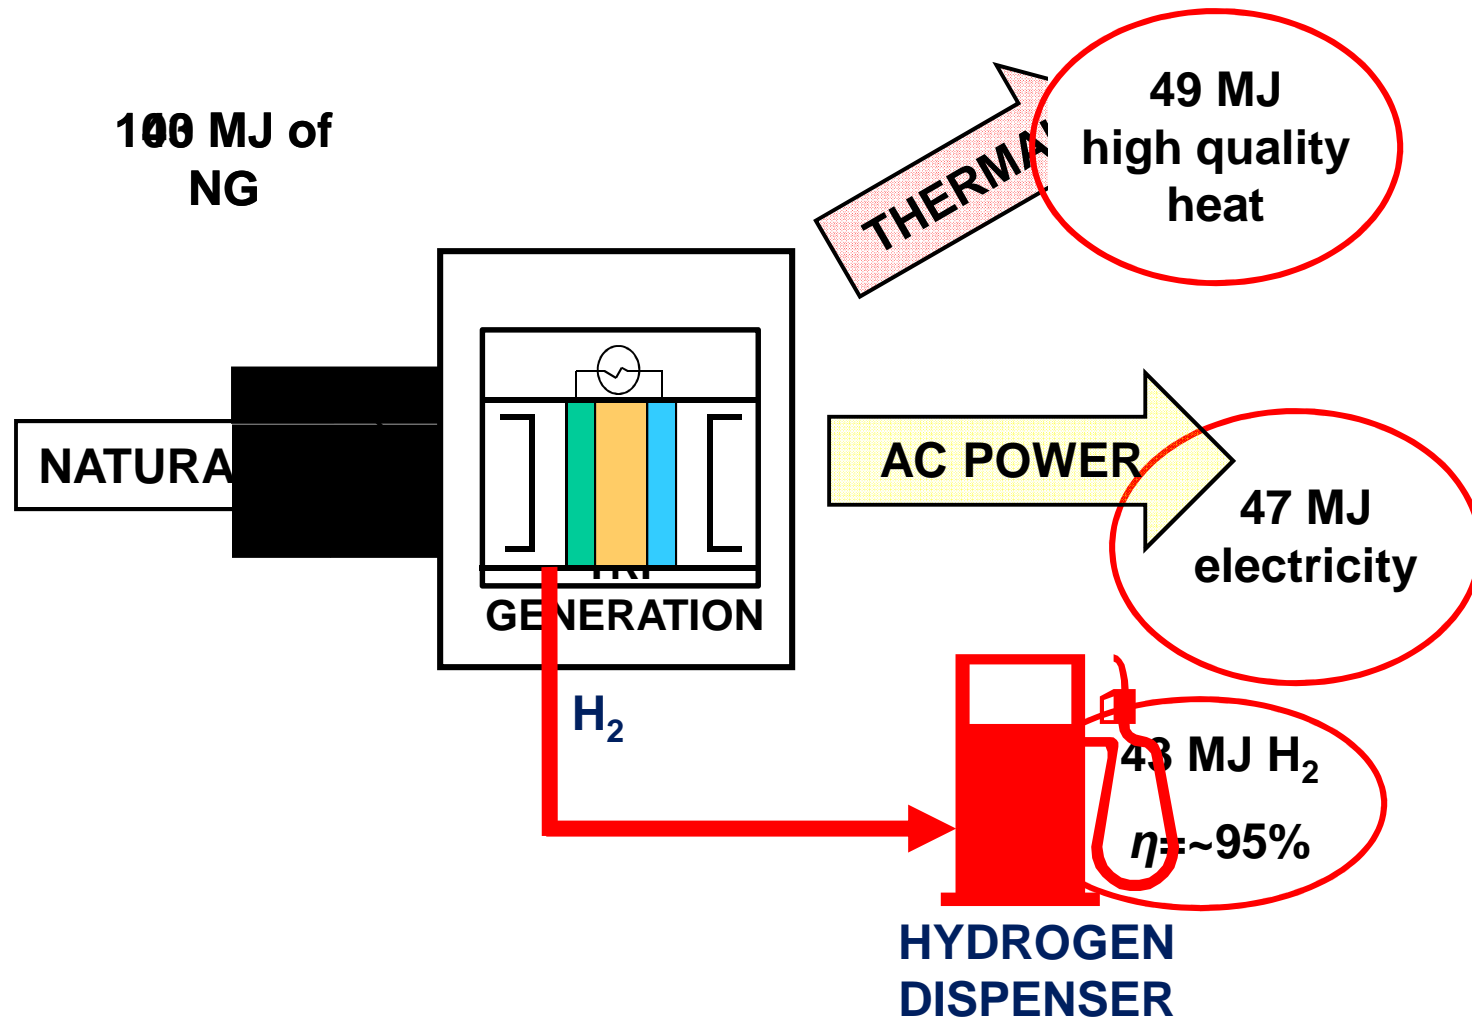 MJ of
NG
49 MJ
high quality
heat
THERMA
NATURA
AC POWER
47 MJ
electricity
GENERATION
H₂
43 MJ H₂
η=~95%
HYDROGEN
DISPENSER